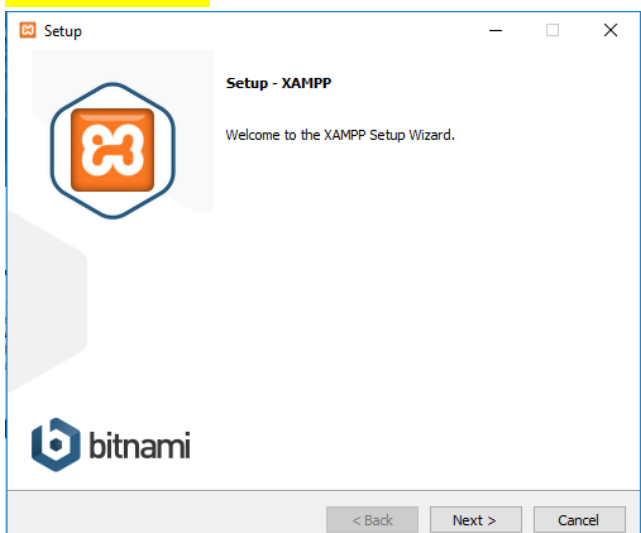 Setup
Setup - XAMPP
Welcome to the XAMPP Setup Wizard.
bitnami
< Back
Next >
Cancel